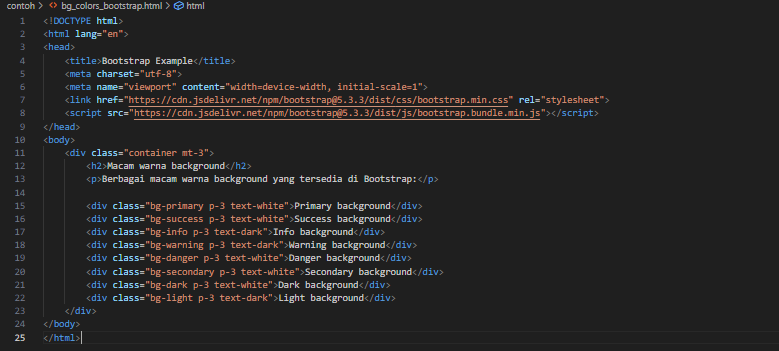 contoh > <> bg_colors_bootstrap.html > html
1 <!DOCTYPE html>
2 <html lang="en">
3 <head>
4 <title>Bootstrap Example</title>
5 <meta charset="utf-8">
6 <meta name="viewport" content="width=device-width, initial-scale=1">
7 <link href="https://cdn.jsdelivr.net/npm/bootstrap@5.3.3/dist/css/bootstrap.min.css" rel="stylesheet">
8 <script src="https://cdn.jsdelivr.net/npm/bootstrap@5.3.3/dist/js/bootstrap.bundle.min.js"></script>
9 </head>
10 <body>
11 <div class="container mt-3">
12 <h2>Macam warna background</h2>
13 <p>Berbagai macam warna background yang tersedia di Bootstrap:</p>
14
15 <div class="bg-primary p-3 text-white">Primary background</div>
16 <div class="bg-success p-3 text-white">Success background</div>
17 <div class="bg-info p-3 text-dark">Info background</div>
18 <div class="bg-warning p-3 text-dark">Warning background</div>
19 <div class="bg-danger p-3 text-white">Danger background</div>
20 <div class="bg-secondary p-3 text-white">Secondary background</div>
21 <div class="bg-dark p-3 text-white">Dark background</div>
22 <div class="bg-light p-3 text-dark">Light background</div>
23 </div>
24 </body>
25 </html>